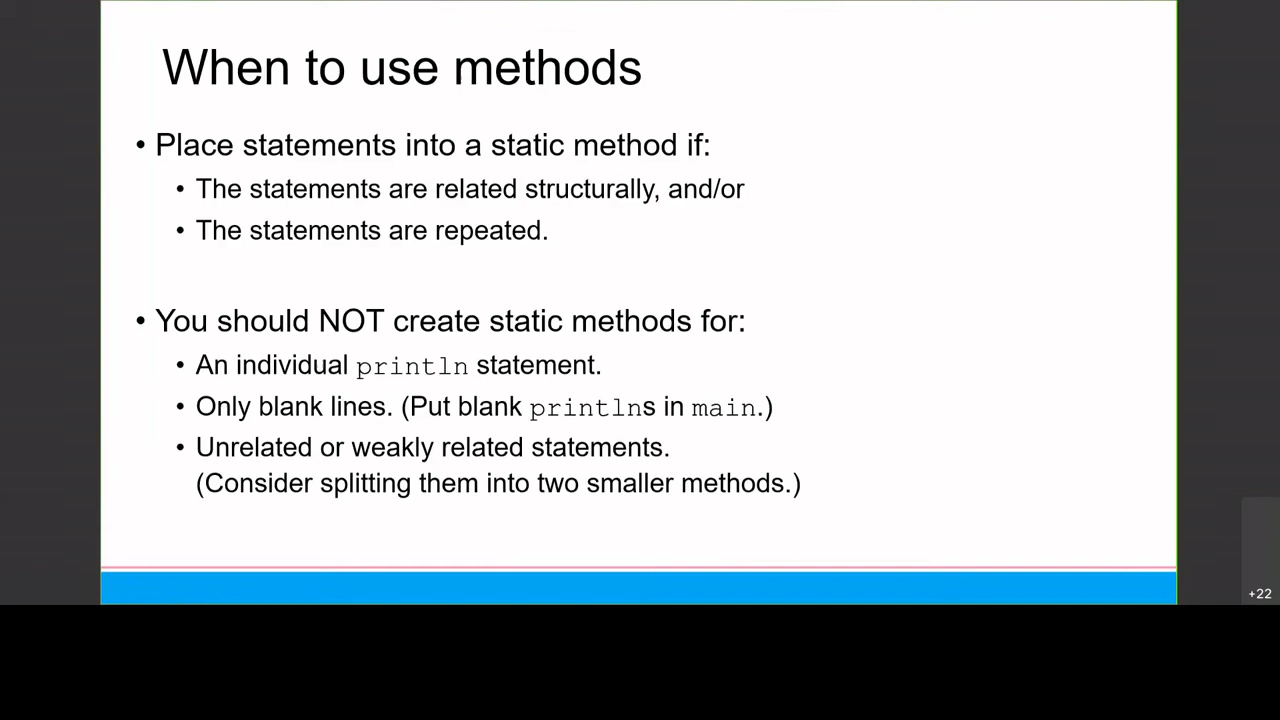 When to use methods
• Place statements into a static method if:
• The statements are related structurally, and/or
• The statements are repeated.
• You should NOT create static methods for:
• An individual println statement.
• Only blank lines. (Put blank printlns in main.)
• Unrelated or weakly related statements.
(Consider splitting them into two smaller methods.)
+22